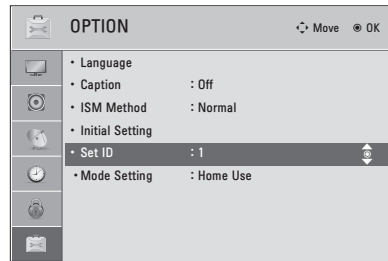 OPTION Move OK
• Language
• Caption : Off
• ISM Method : Normal
• Initial Setting
• Set ID : 1
• Mode Setting : Home Use